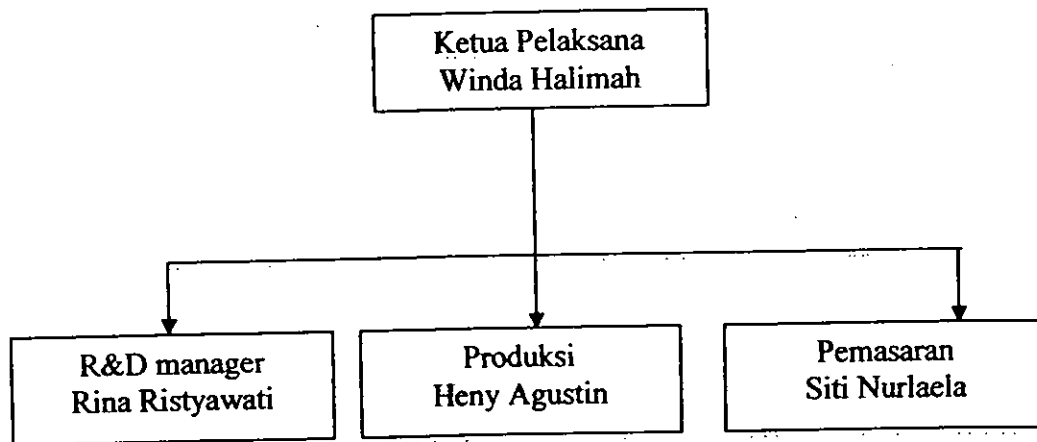 Ketua Pelaksana
Winda Halimah
R&D manager
Rina Ristyawati
Produksi
Heny Agustin
Pemasaran
Siti Nurlaela